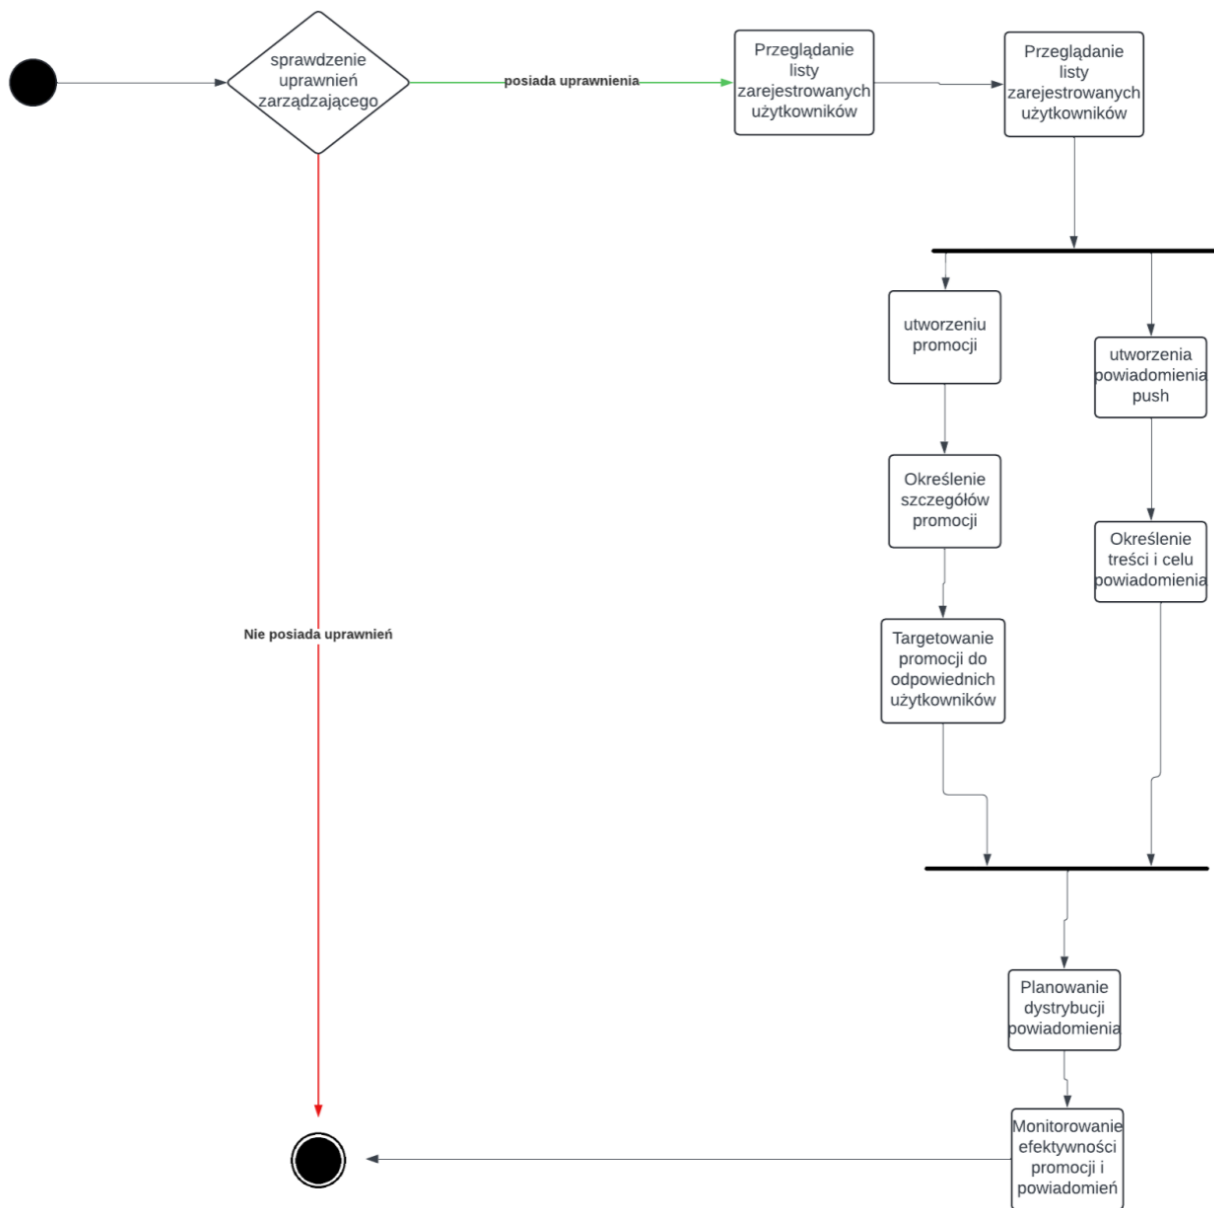 sprawdzenie
uprawnień
zarządzającego
posiada uprawnienia
Przeglądanie
listy
zarejestrowanych
użytkowników
Przeglądanie
listy
zarejestrowanych
użytkowników
utworzeniu
promocji
utworzenia
powiadomienia
push
Określenie
szczegółów
promocji
Określenie
treści i celu
powiadomienia
Nie posiada uprawnień
Targetowanie
promocji do
odpowiednich
użytkowników
Planowanie
dystrybucji
powiadomienia
Monitorowanie
efektywności
promocji i
powiadomień